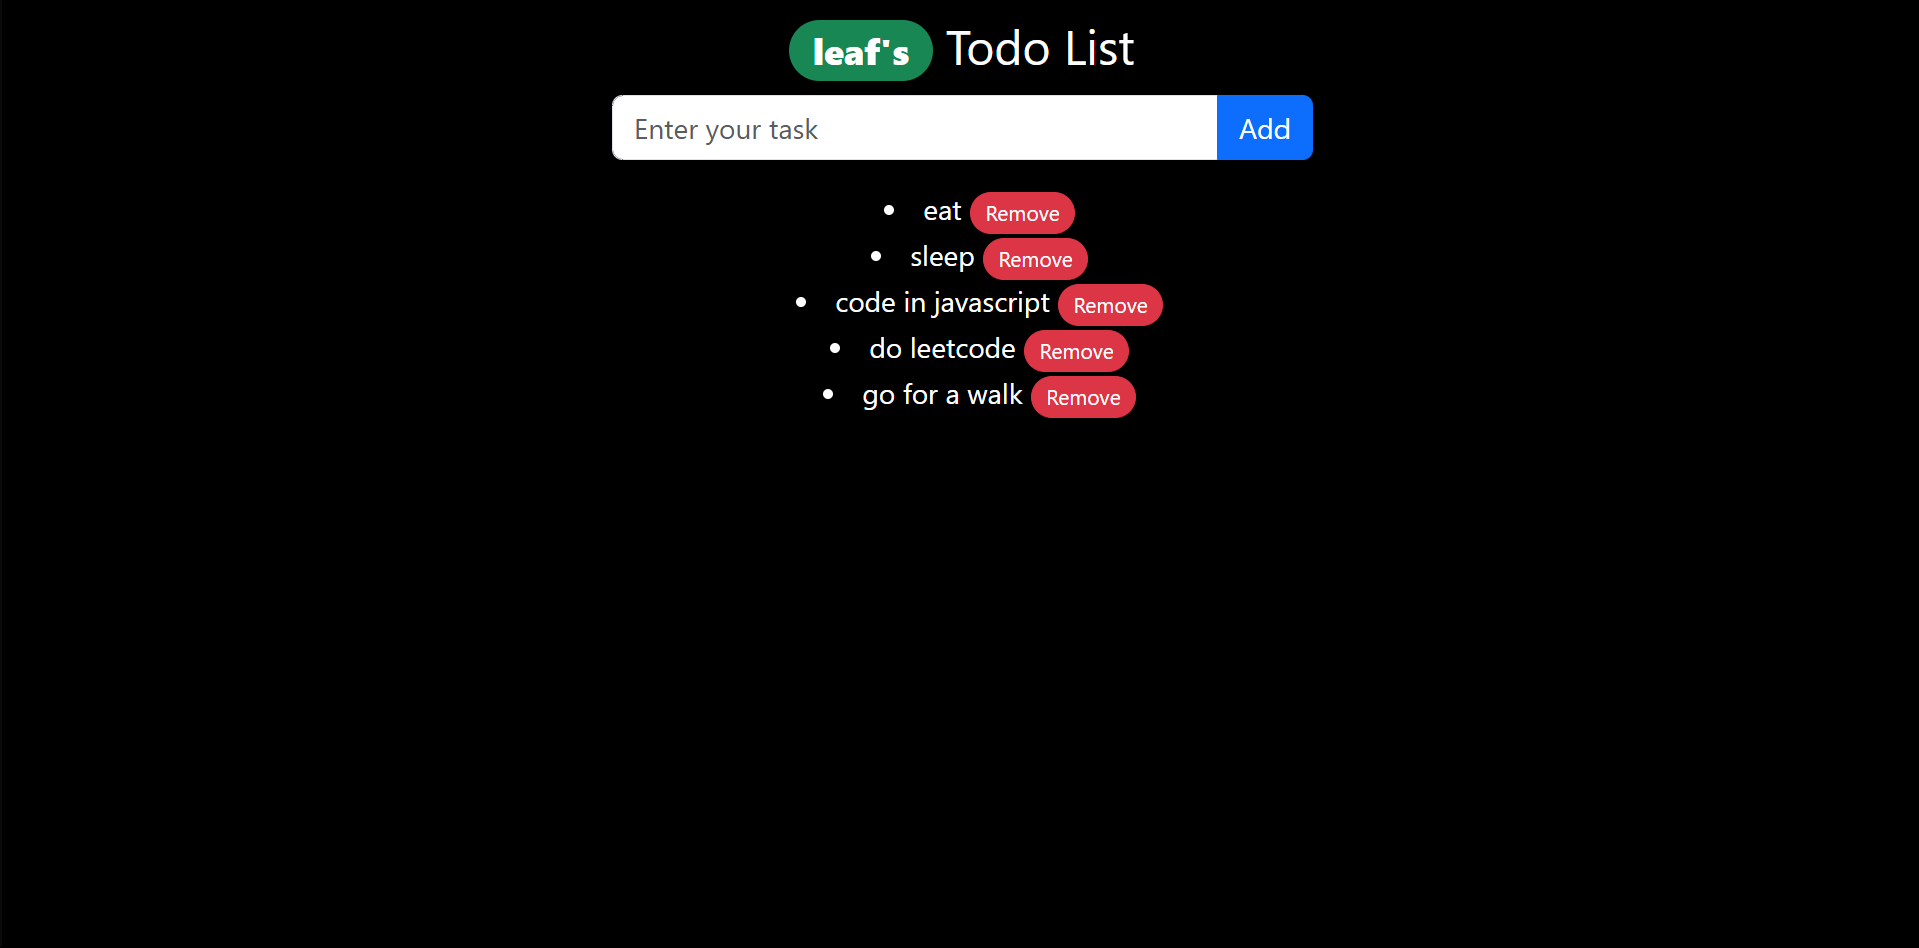 leaf's Todo List
Enter your task Add
eat Remove
sleep Remove
code in javascript Remove
do leetcode Remove
go for a walk Remove